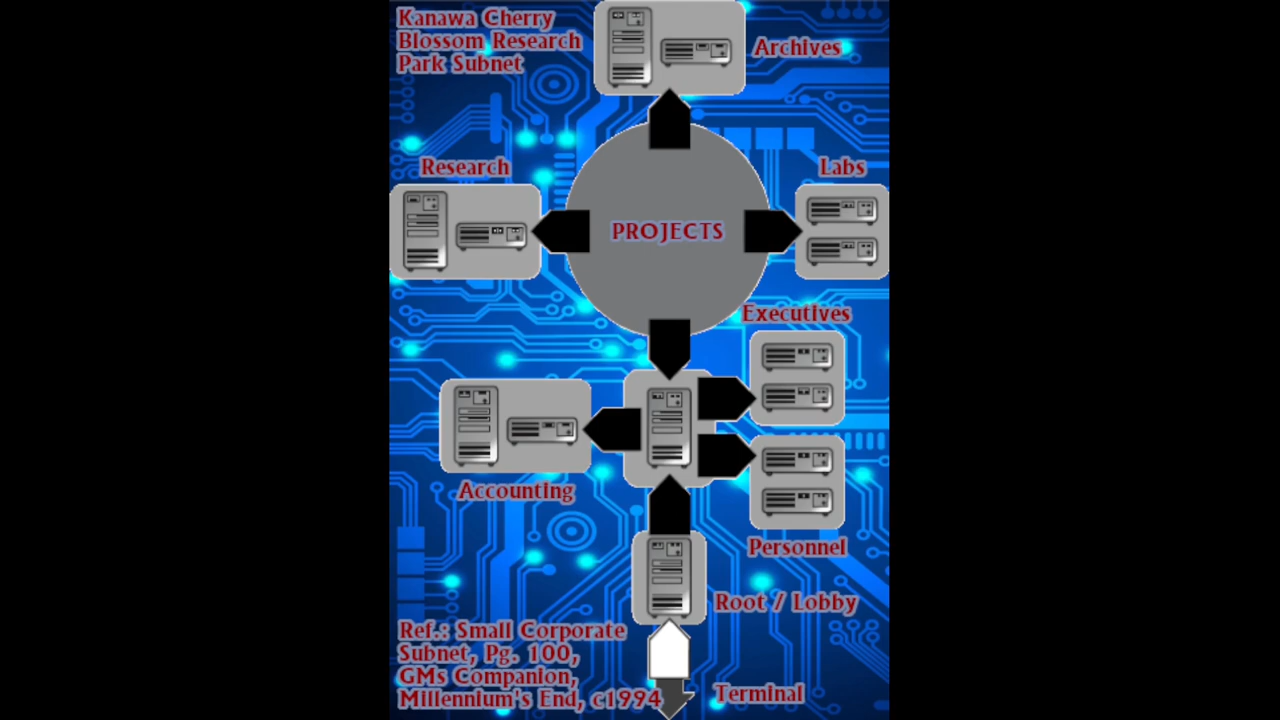 Kanawa Cherry
Blossom Research
Park Subnet
Archives
Research
Labs
PROJECTS
Executives
Accounting
Personnel
Root / Lobby
Ref.: Small Corporate
Subnet, Pg. 100,
GMs Companion,
Millennium's End, c1994
Terminal